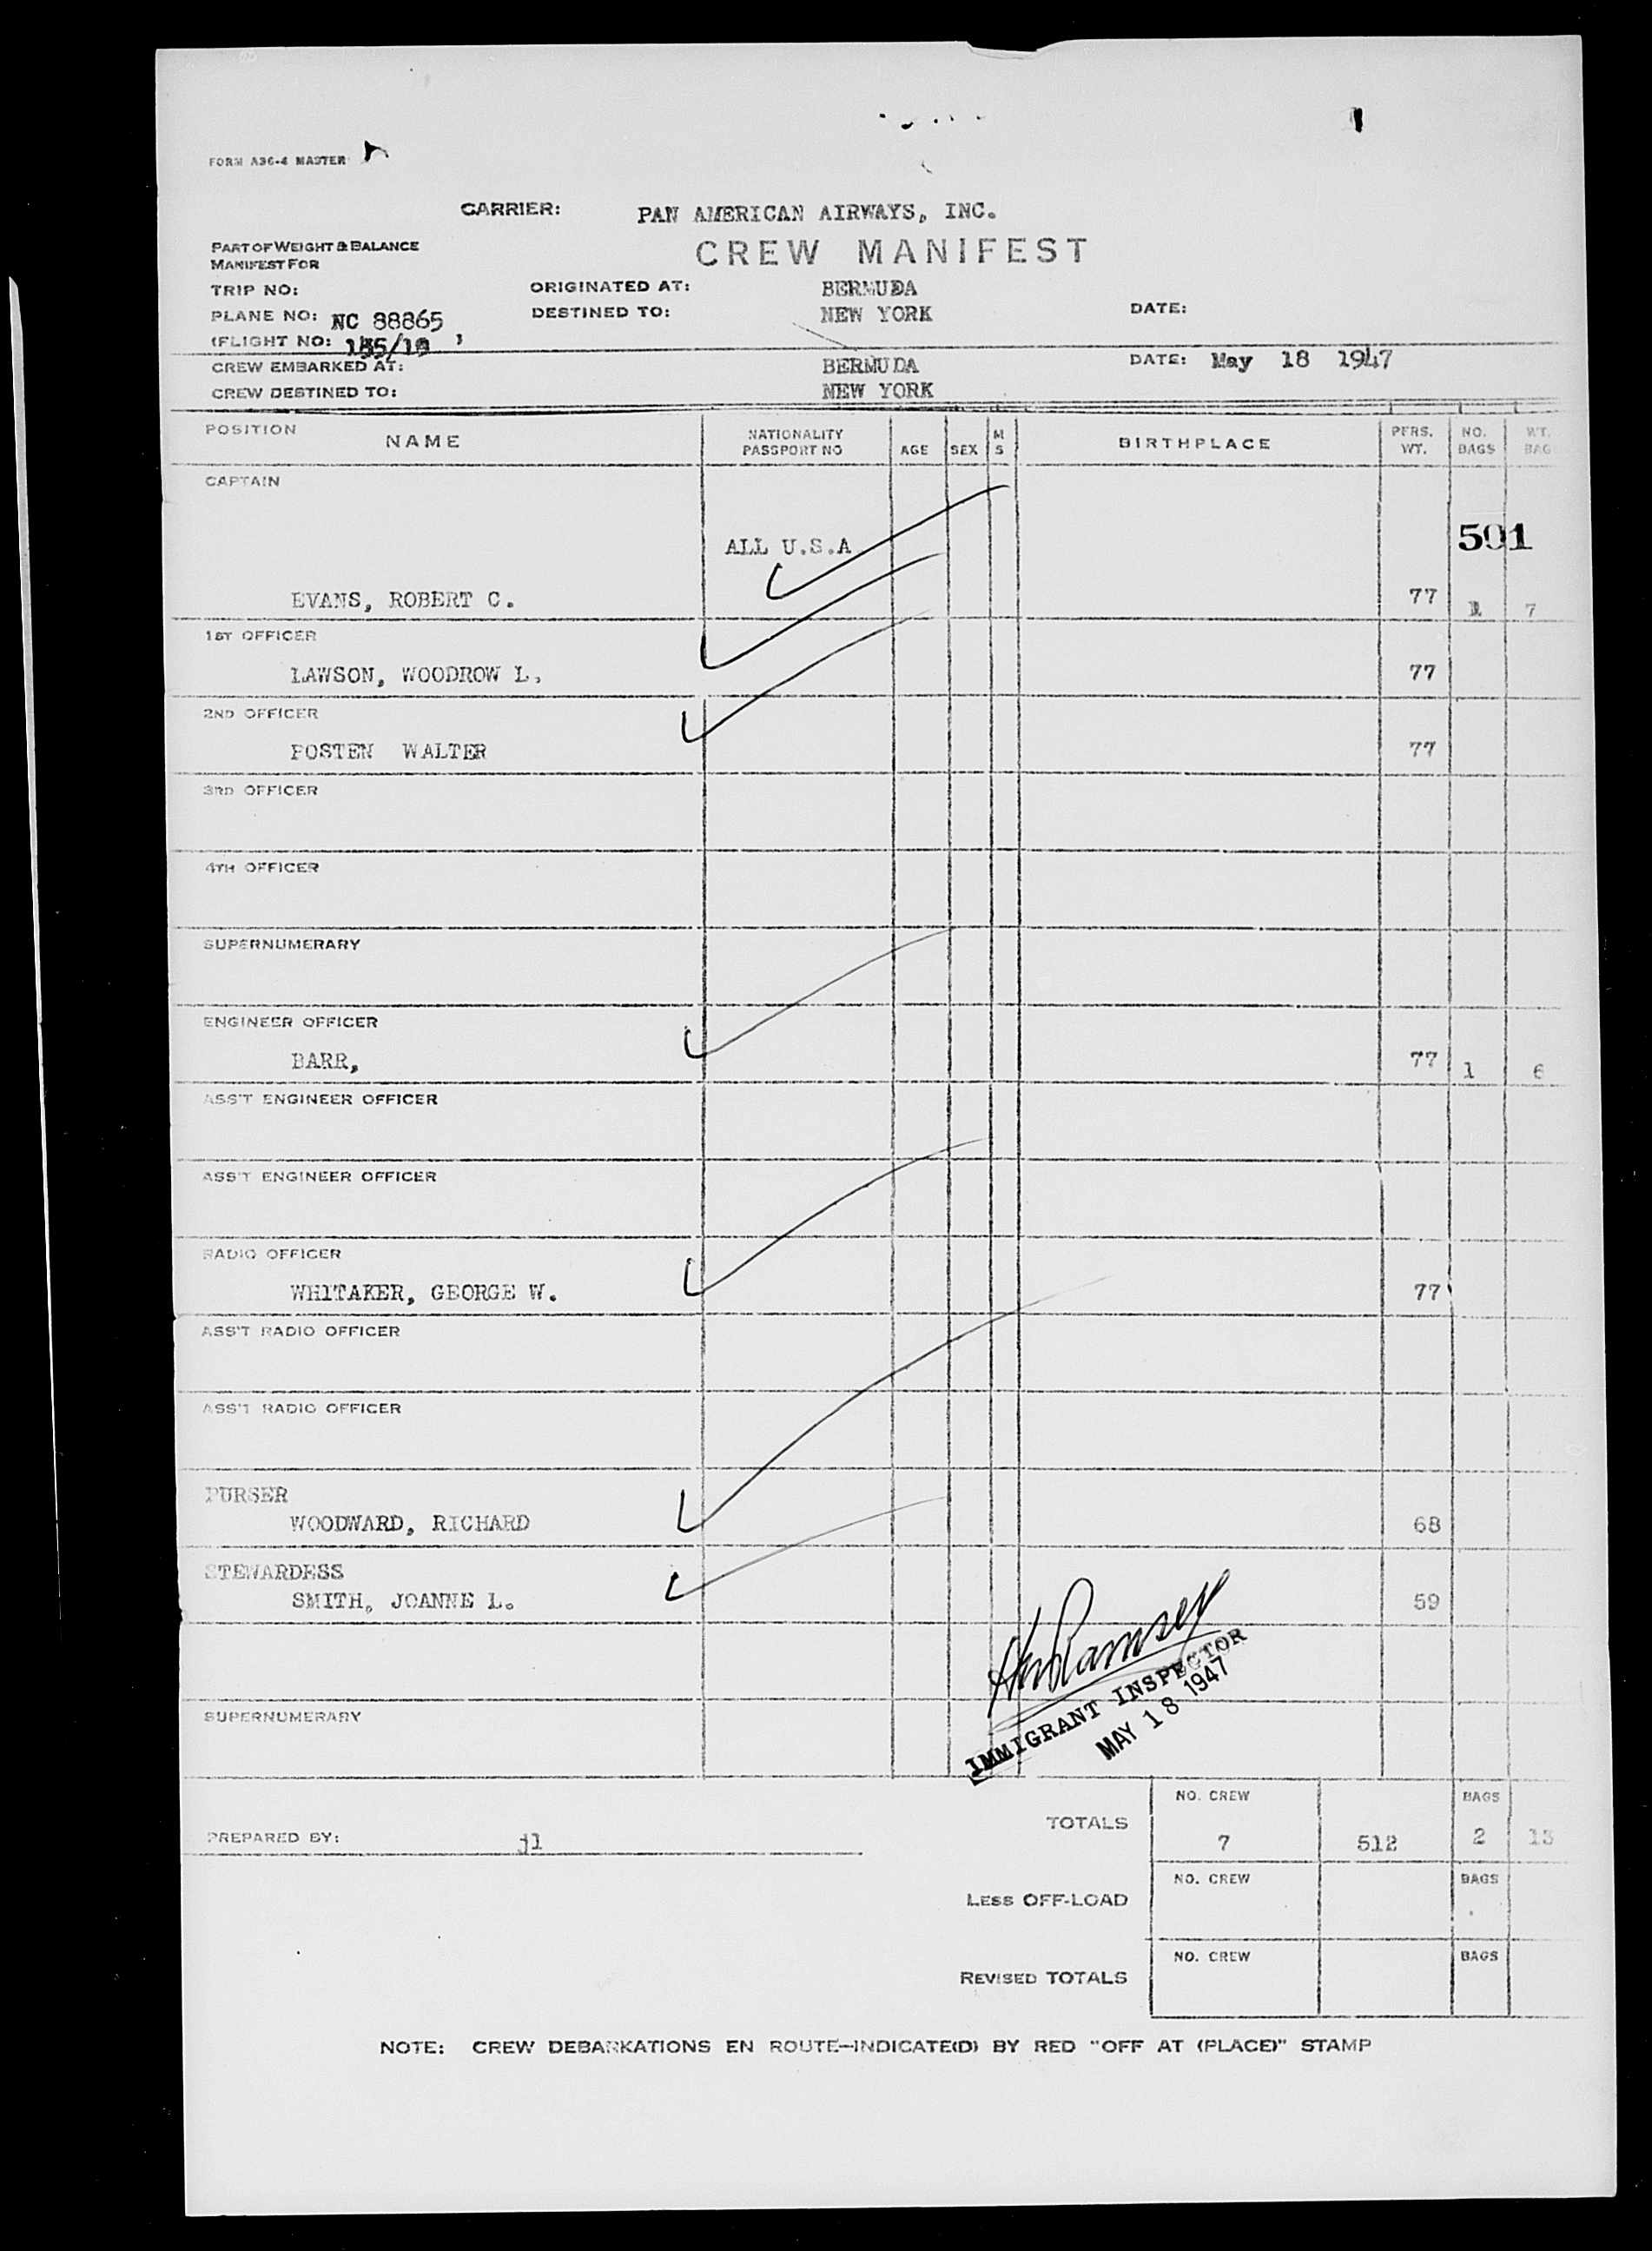 FORM A36-4 MASTER
CARRIER: PAN AMERICAN AIRWAYS, INC.
PART OF WEIGHT & BALANCE
MANIFEST FOR
CREW MANIFEST
TRIP NO: ORIGINATED AT: BERMUDA
PLANE NO: NC 88865 DESTINED TO: NEW YORK DATE:
(FLIGHT NO:
CREW EMBARKED AT: BERMUDA DATE: May 18 1947
CREW DESTINED TO: NEW YORK
POSITION NAME NATIONALITY PASSPORT NO AGE SEX M S BIRTHPLACE PERS. WT. NO. BAGS WT. BAG
CAPTAIN
ALL U.S.A 501
EVANS, ROBERT C. 77 1 7
1ST OFFICER
LAWSON, WOODROW L. 77
2ND OFFICER
POSTEN WALTER 77
3RD OFFICER
4TH OFFICER
SUPERNUMERARY
ENGINEER OFFICER
BARR, 77 1 6
ASS'T ENGINEER OFFICER
ASS'T ENGINEER OFFICER
RADIO OFFICER
WHITAKER, GEORGE W. 77
ASS'T RADIO OFFICER
ASS'T RADIO OFFICER
PURSER
WOODWARD, RICHARD 68
STEWARDESS
SMITH, JOANNE L. 59
Ramsey
IMMIGRANT INSPECTOR
MAY 18 1947
SUPERNUMERARY
NO. CREW BAGS
TOTALS 7 512 2 13
PREPARED BY: jl
NO. CREW BAGS
LESS OFF-LOAD
NO. CREW BAGS
REVISED TOTALS
NOTE: CREW DEBARKATIONS EN ROUTE—INDICATE(D) BY RED "OFF AT (PLACE)" STAMP